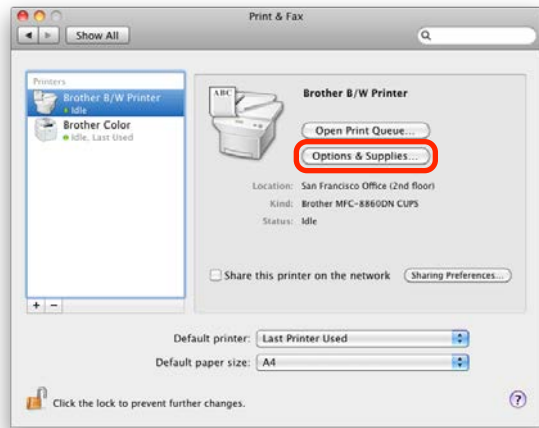 Print & Fax
Show All
Printers
Brother B/W Printer
Idle
Brother Color
Idle, Last Used
+ −
ABC
Brother B/W Printer
Open Print Queue...
Options & Supplies...
Location: San Francisco Office (2nd floor)
Kind: Brother MFC-8860DN CUPS
Status: Idle
Share this printer on the network
Sharing Preferences...
Default printer: Last Printer Used
Default paper size: A4
Click the lock to prevent further changes.
?